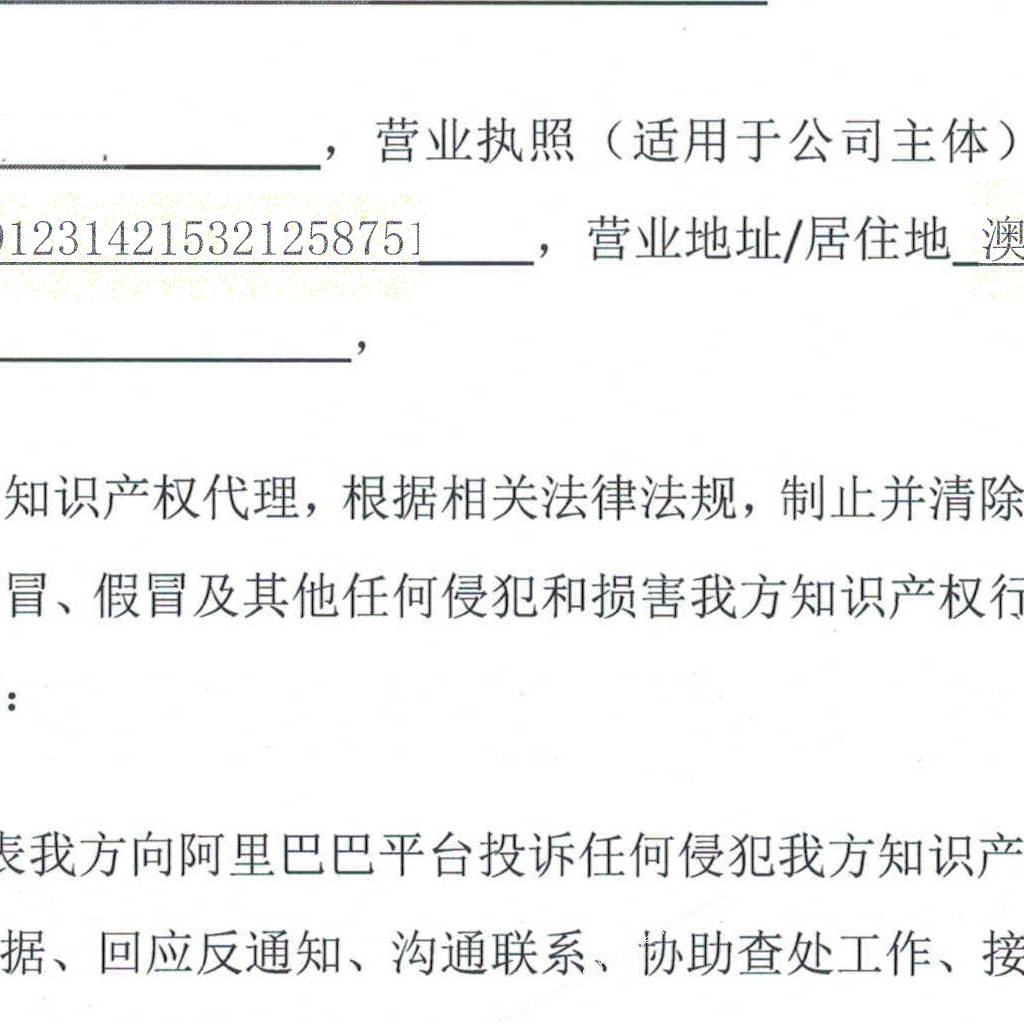 ，营业执照（适用于公司主体）
12314215321258751，营业地址/居住地 澳
，
知识产权代理，根据相关法律法规，制止并清除
冒、假冒及其他任何侵犯和损害我方知识产权行
：
表我方向阿里巴巴平台投诉任何侵犯我方知识产
据、回应反通知、沟通联系、协助查处工作、接